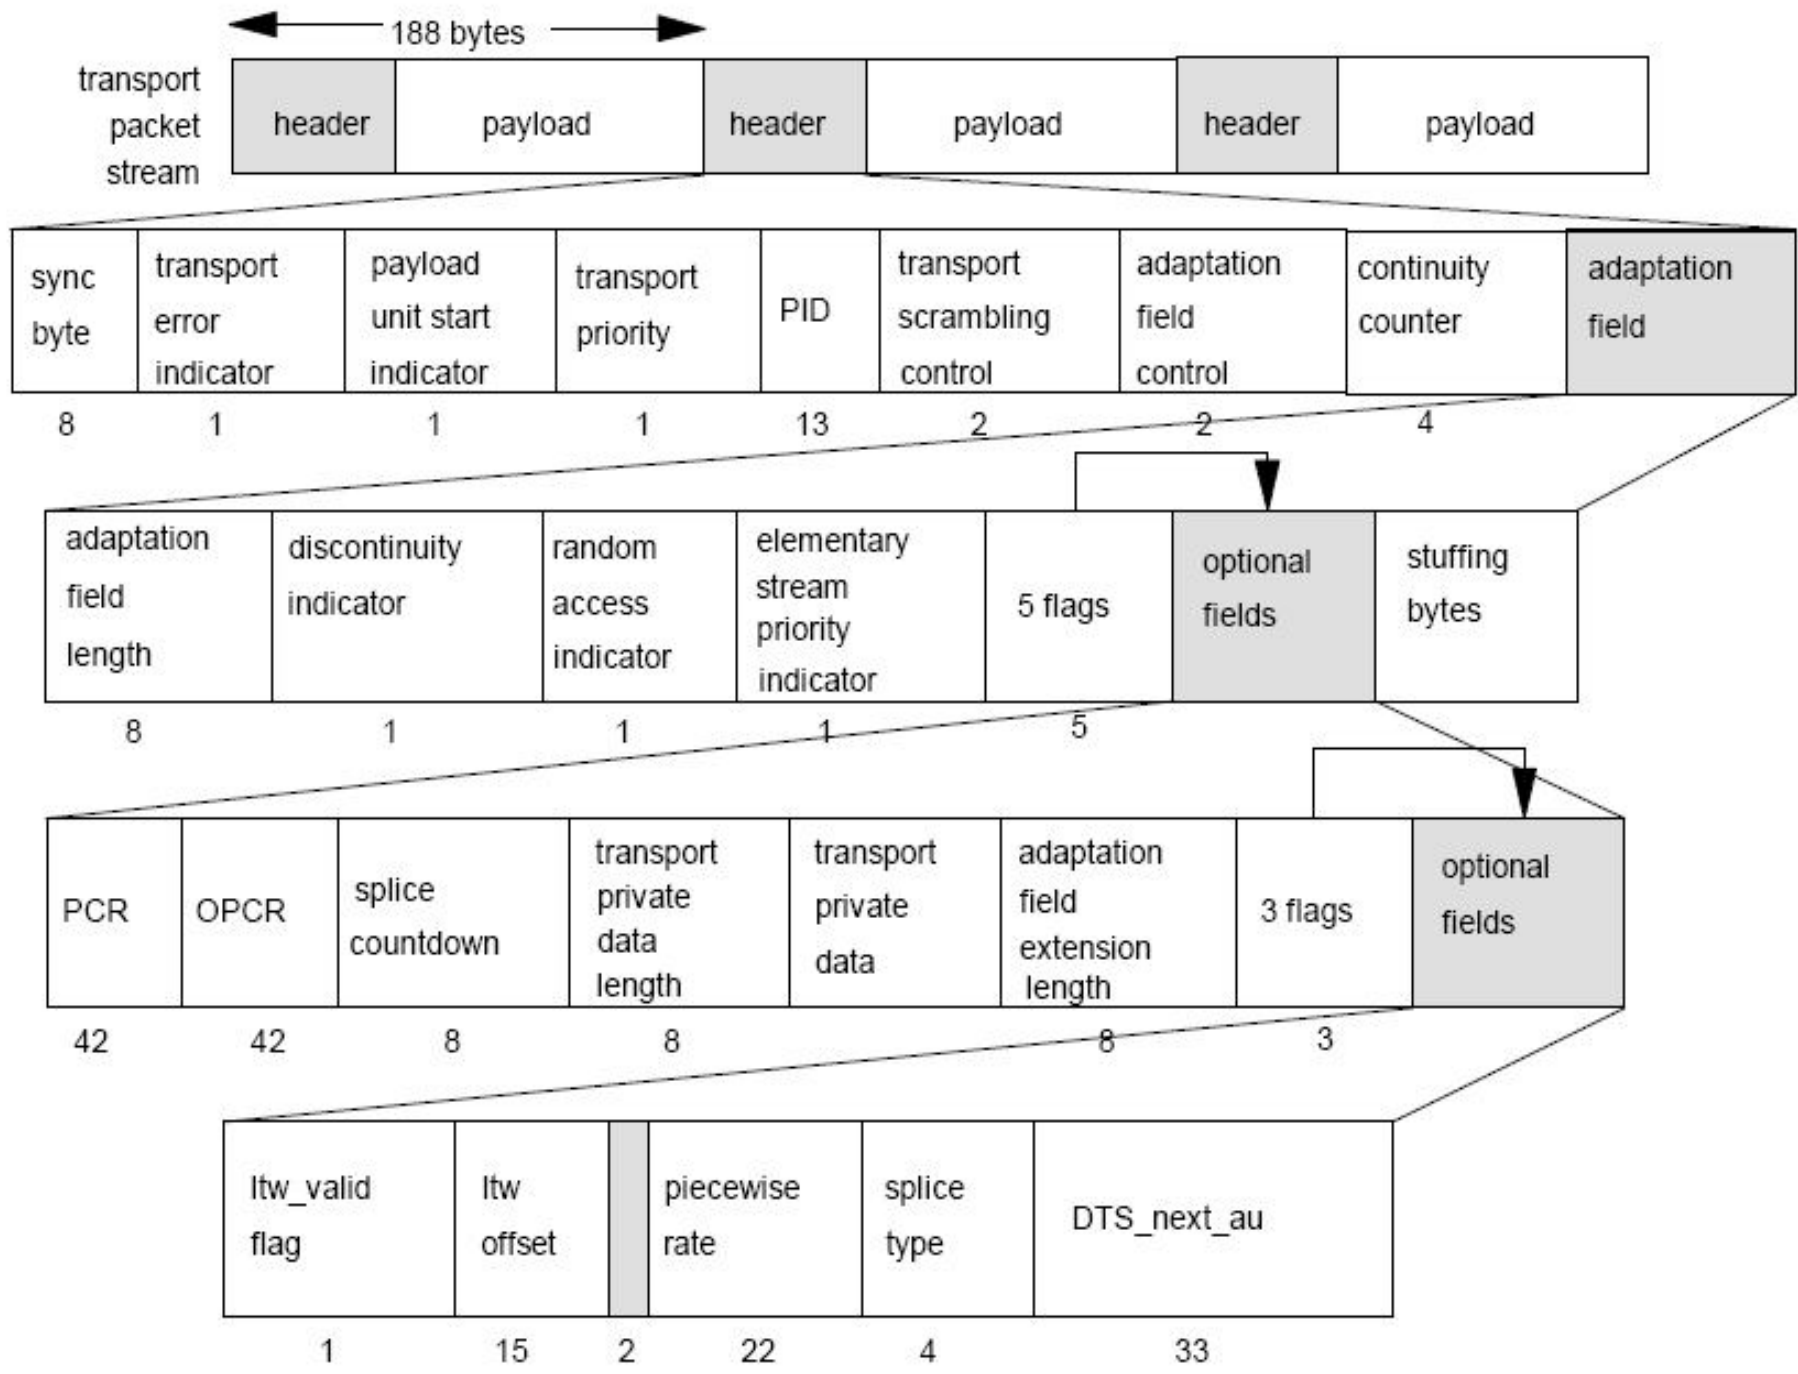 188 bytes
transport
packet
stream
header
payload
header
payload
header
payload
sync
byte
transport
error
indicator
payload
unit start
indicator
transport
priority
PID
transport
scrambling
control
adaptation
field
control
continuity
counter
adaptation
field
8
1
1
1
13
2
2
4
adaptation
field
length
discontinuity
indicator
random
access
indicator
elementary
stream
priority
indicator
5 flags
optional
fields
stuffing
bytes
8
1
1
1
5
PCR
OPCR
splice
countdown
transport
private
data
length
transport
private
data
adaptation
field
extension
length
3 flags
optional
fields
42
42
8
8
8
3
ltw_valid
flag
ltw
offset
piecewise
rate
splice
type
DTS_next_au
1
15
2
22
4
33